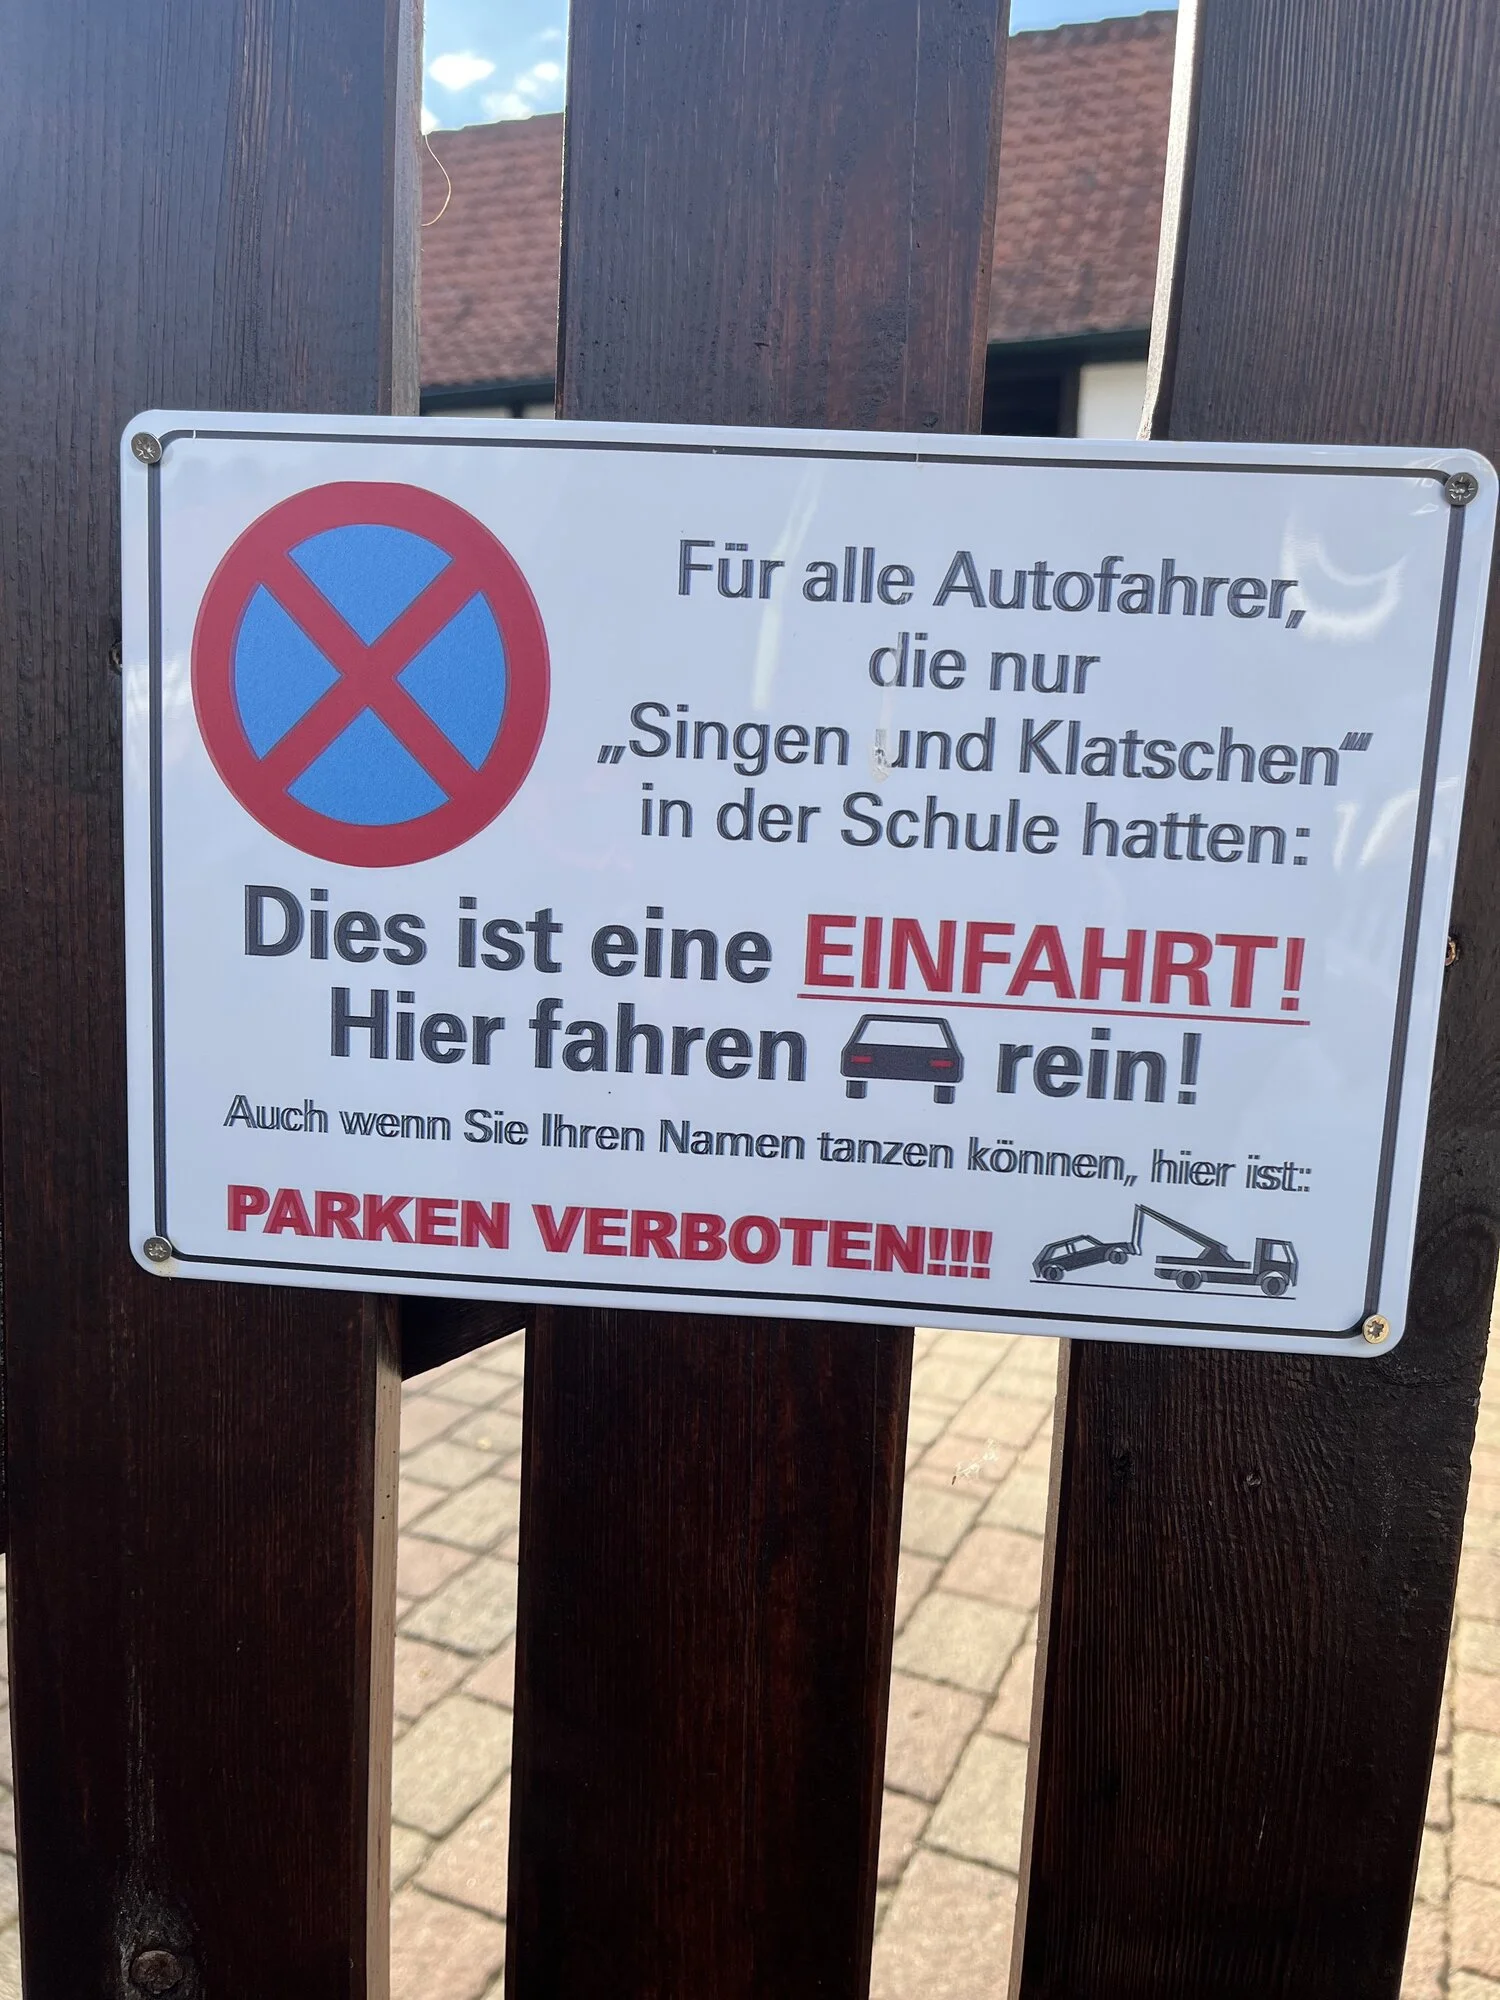 Für alle Autofahrer,
die nur
„Singen und Klatschen“
in der Schule hatten:
Dies ist eine EINFAHRT!
Hier fahren rein!
Auch wenn Sie Ihren Namen tanzen können, hier ist:
PARKEN VERBOTEN!!!